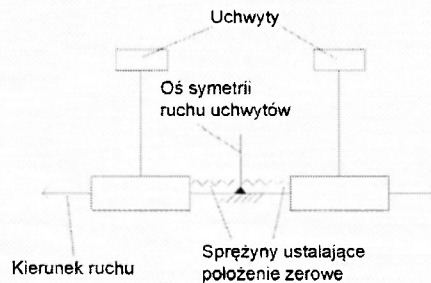 Uchwyty
Oś symetrii
ruchu uchwytów
Sprężyny ustalające
położenie zerowe
Kierunek ruchu